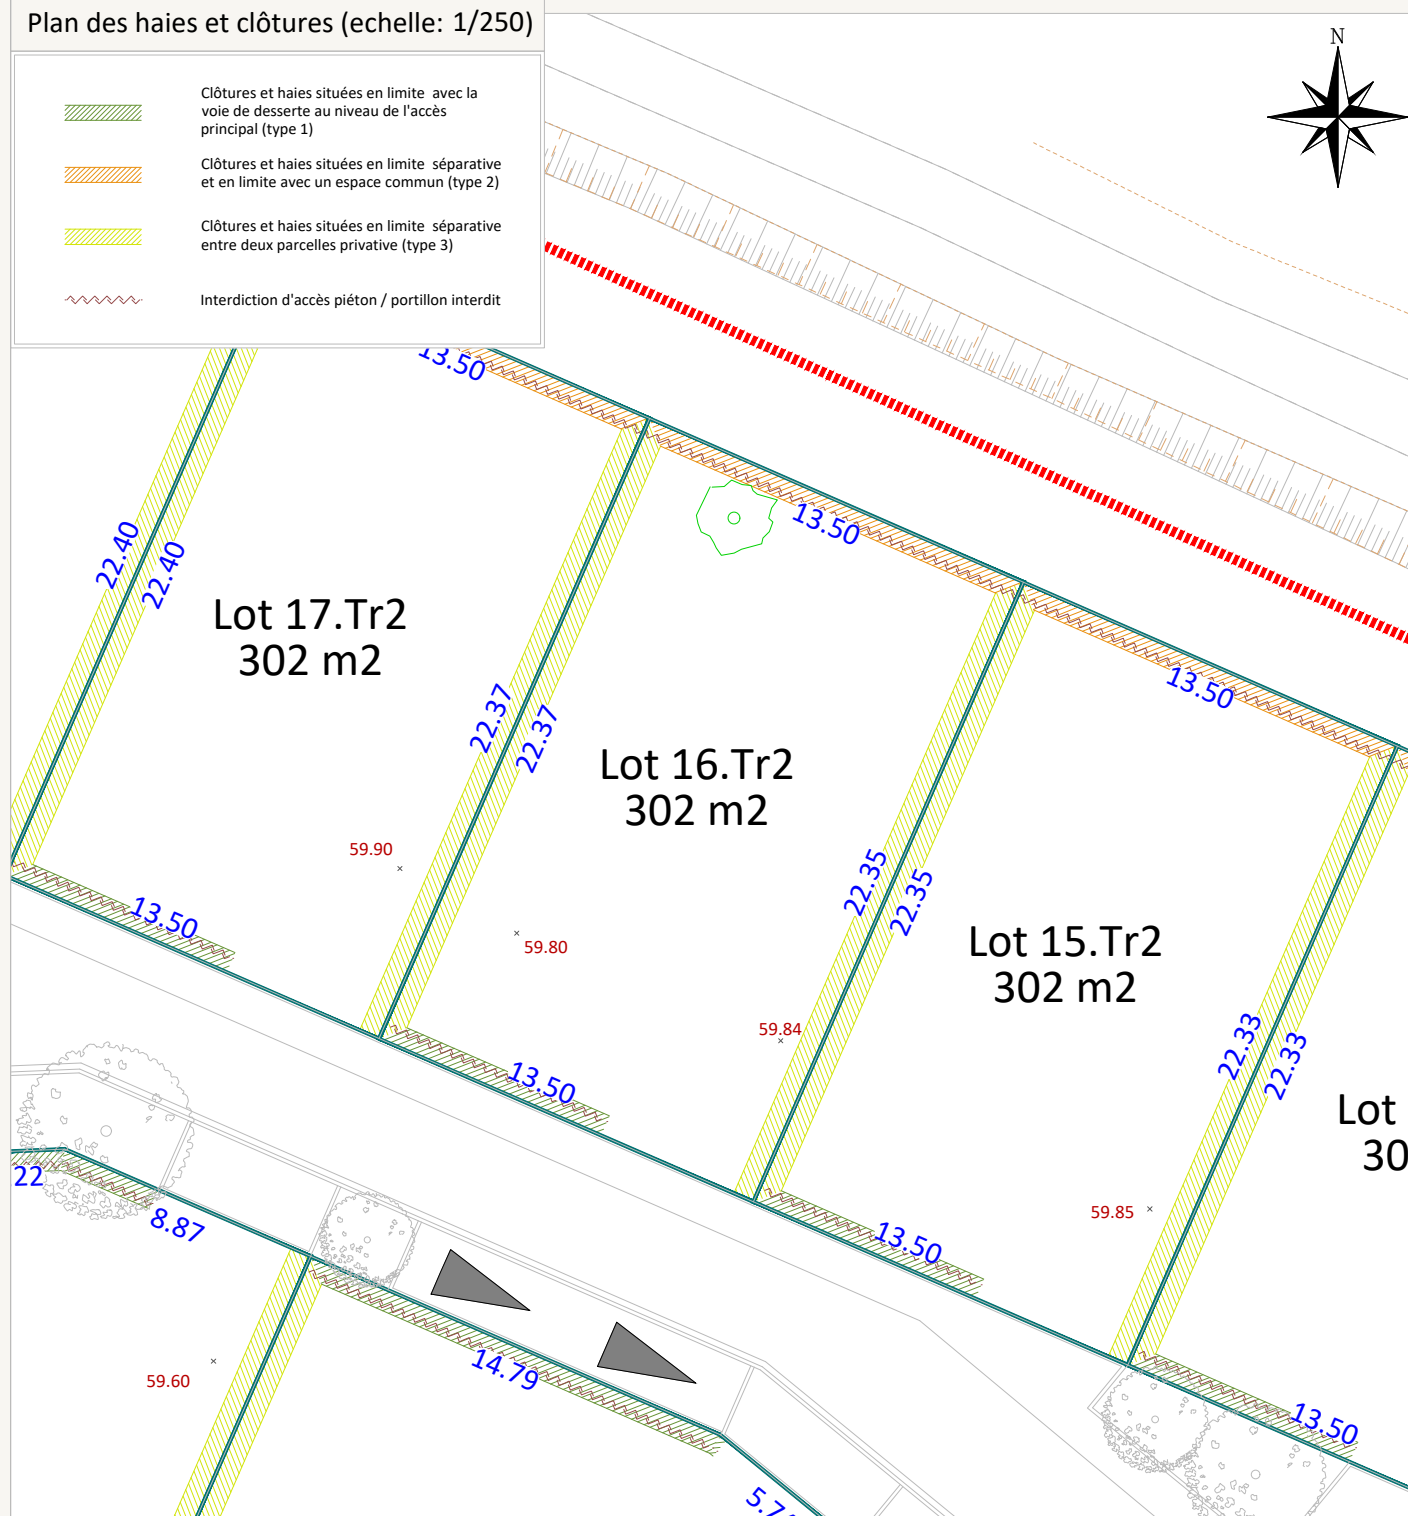 Plan des haies et clôtures (echelle: 1/250)
Clôtures et haies situées en limite avec la
voie de desserte au niveau de l'accès
principal (type 1)
Clôtures et haies situées en limite séparative
et en limite avec un espace commun (type 2)
Clôtures et haies situées en limite séparative
entre deux parcelles privative (type 3)
Interdiction d'accès piéton / portillon interdit
N
13.50
13.50
13.50
22.40
22.40
Lot 17.Tr2
302 m2
22.37
22.37
Lot 16.Tr2
302 m2
22.35
22.35
Lot 15.Tr2
302 m2
22.33
22.33
Lot
30
59.90
59.80
59.84
59.85
13.50
13.50
13.50
13.50
22
8.87
14.79
59.60